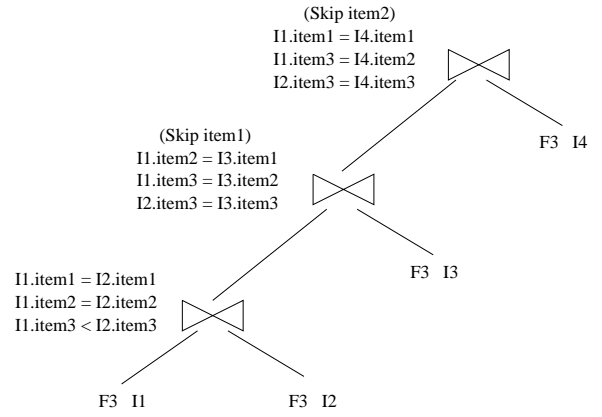 (Skip item2)
I1.item1 = I4.item1
I1.item3 = I4.item2
I2.item3 = I4.item3
F3 I4
(Skip item1)
I1.item2 = I3.item1
I1.item3 = I3.item2
I2.item3 = I3.item3
F3 I3
I1.item1 = I2.item1
I1.item2 = I2.item2
I1.item3 < I2.item3
F3 I1
F3 I2